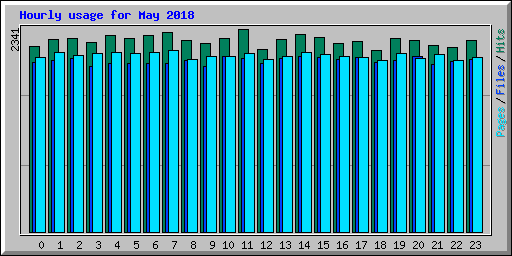 Hourly usage for May 2018
2341
Pages/Files/Hits
0 1 2 3 4 5 6 7 8 9 10 11 12 13 14 15 16 17 18 19 20 21 22 23